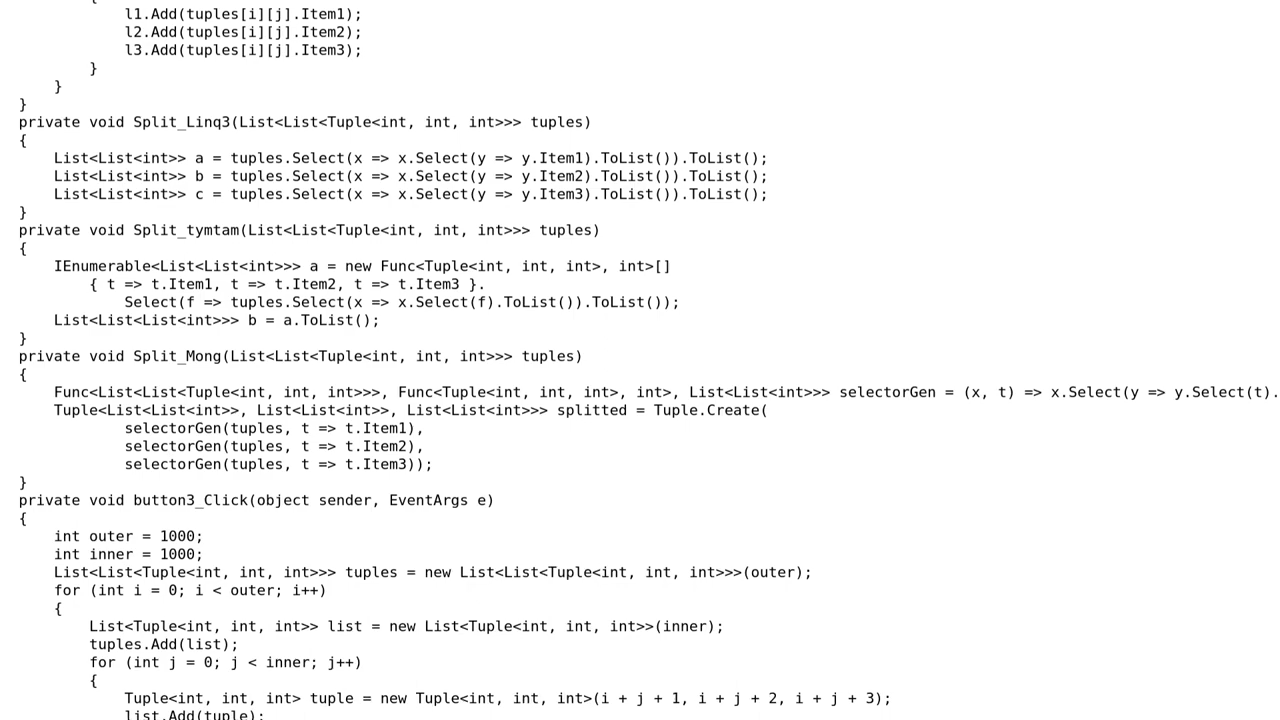 {
l1.Add(tuples[i][j].Item1);
l2.Add(tuples[i][j].Item2);
l3.Add(tuples[i][j].Item3);
}
}
}
private void Split_Linq3(List<List<Tuple<int, int, int>>> tuples)
{
List<List<int>> a = tuples.Select(x => x.Select(y => y.Item1).ToList()).ToList();
List<List<int>> b = tuples.Select(x => x.Select(y => y.Item2).ToList()).ToList();
List<List<int>> c = tuples.Select(x => x.Select(y => y.Item3).ToList()).ToList();
}
private void Split_tymtam(List<List<Tuple<int, int, int>>> tuples)
{
IEnumerable<List<List<int>>> a = new Func<Tuple<int, int, int>, int>[]
{ t => t.Item1, t => t.Item2, t => t.Item3 }.
Select(f => tuples.Select(x => x.Select(f).ToList()).ToList());
List<List<List<int>>> b = a.ToList();
}
private void Split_Mong(List<List<Tuple<int, int, int>>> tuples)
{
Func<List<List<Tuple<int, int, int>>>, Func<Tuple<int, int, int>, int>, List<List<int>>> selectorGen = (x, t) => x.Select(y => y.Select(t).
Tuple<List<List<int>>, List<List<int>>, List<List<int>>> splitted = Tuple.Create(
selectorGen(tuples, t => t.Item1),
selectorGen(tuples, t => t.Item2),
selectorGen(tuples, t => t.Item3));
}
private void button3_Click(object sender, EventArgs e)
{
int outer = 1000;
int inner = 1000;
List<List<Tuple<int, int, int>>> tuples = new List<List<Tuple<int, int, int>>>(outer);
for (int i = 0; i < outer; i++)
{
List<Tuple<int, int, int>> list = new List<Tuple<int, int, int>>(inner);
tuples.Add(list);
for (int j = 0; j < inner; j++)
{
Tuple<int, int, int> tuple = new Tuple<int, int, int>(i + j + 1, i + j + 2, i + j + 3);
list.Add(tuple);